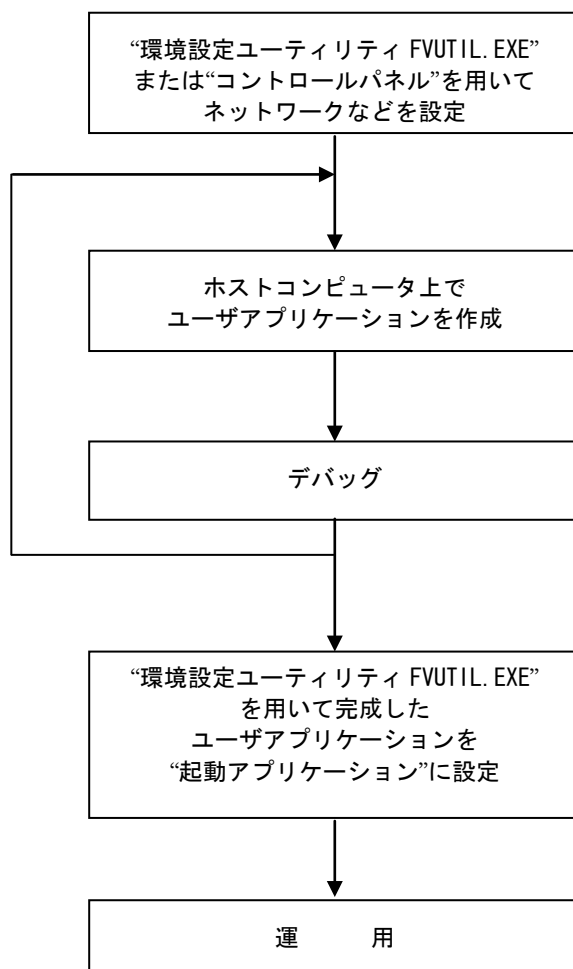 “環境設定ユーティリティ FVUTIL.EXE”
または“コントロールパネル”を用いて
ネットワークなどを設定
ホストコンピュータ上で
ユーザアプリケーションを作成
デバッグ
“環境設定ユーティリティ FVUTIL.EXE”
を用いて完成した
ユーザアプリケーションを
“起動アプリケーション”に設定
運　　用